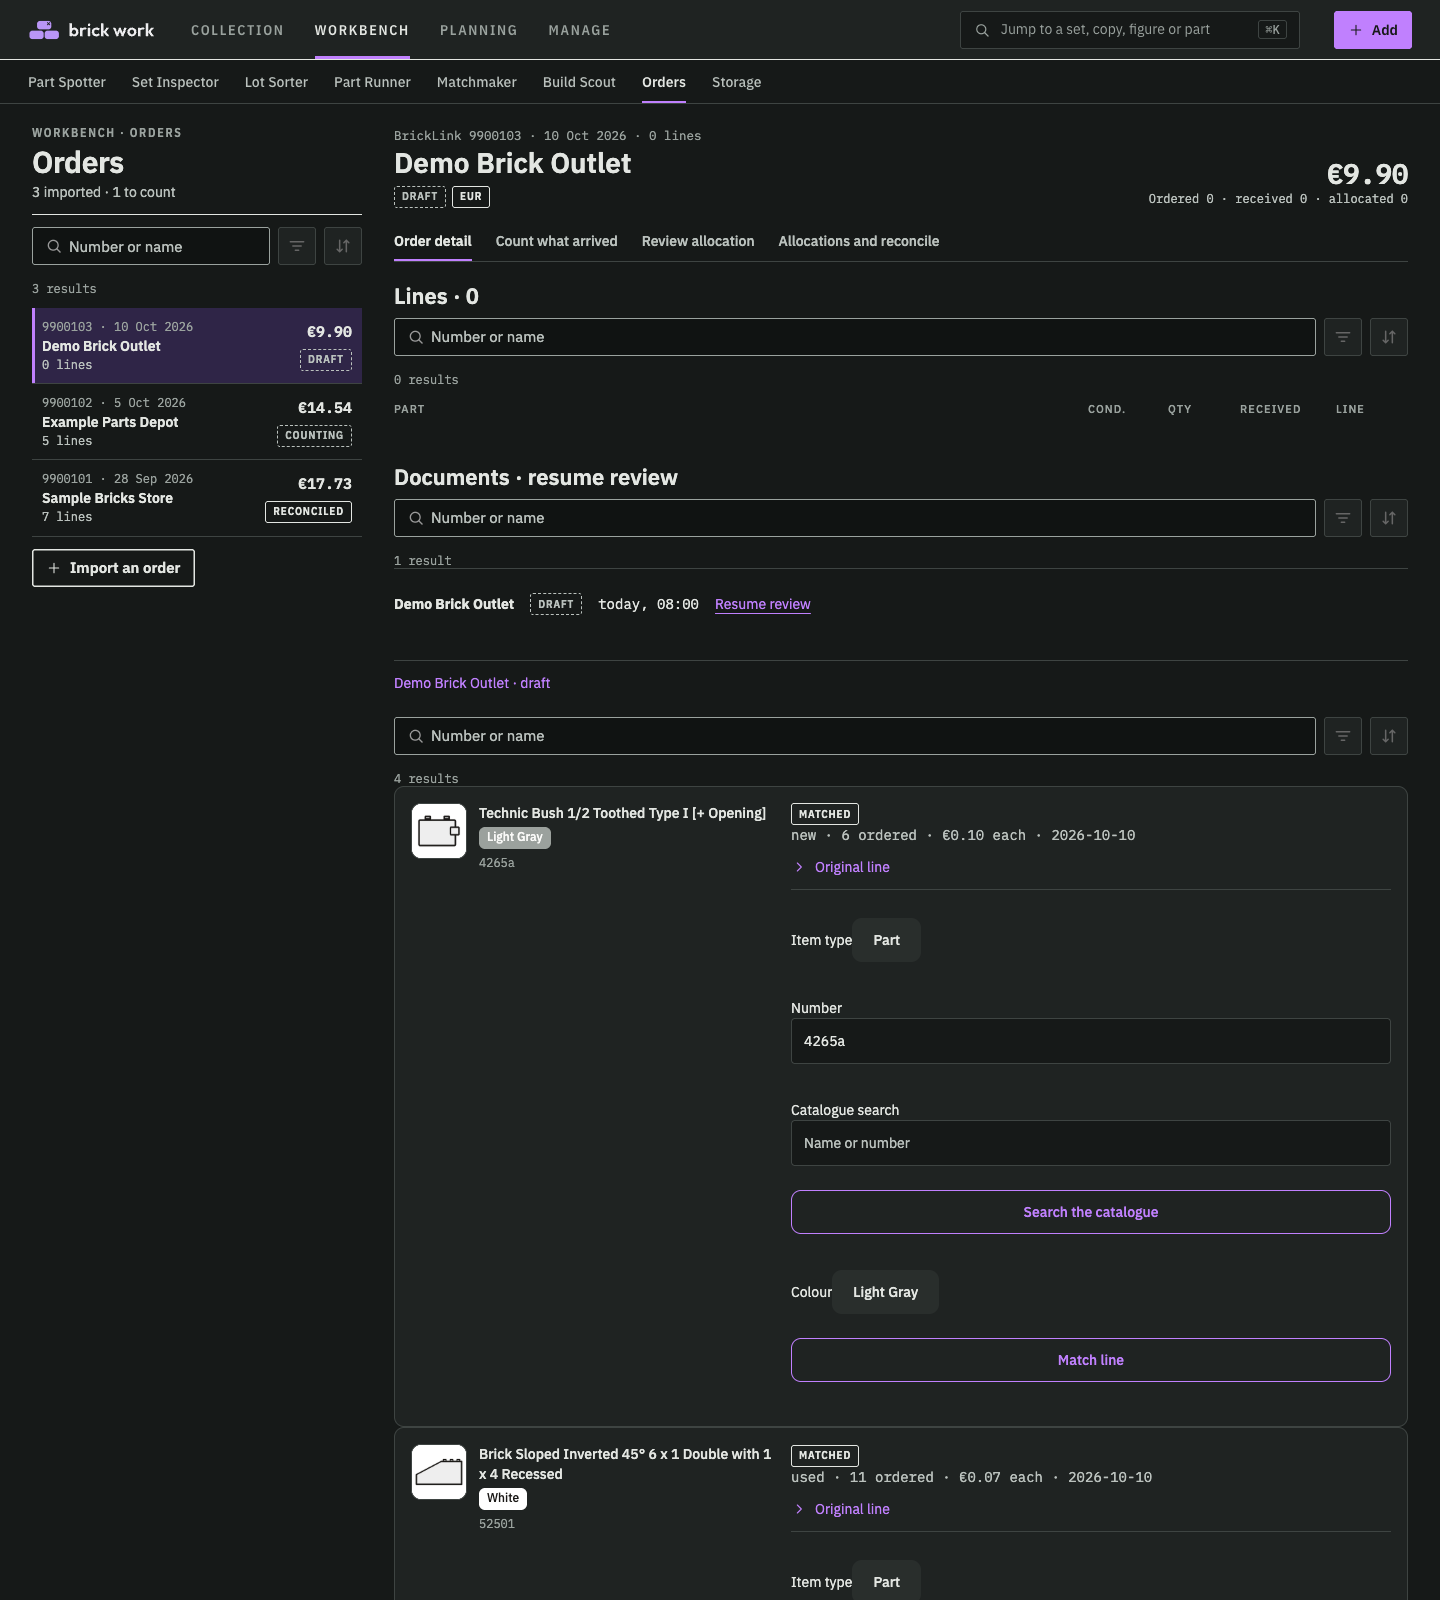 brick work
COLLECTION
WORKBENCH
PLANNING
MANAGE
Jump to a set, copy, figure or part
⌘K
+ Add
Part Spotter
Set Inspector
Lot Sorter
Part Runner
Matchmaker
Build Scout
Orders
Storage
WORKBENCH · ORDERS
Orders
3 imported · 1 to count
Number or name
3 results
9900103 · 10 Oct 2026
€9.90
Demo Brick Outlet
DRAFT
0 lines
9900102 · 5 Oct 2026
€14.54
Example Parts Depot
COUNTING
5 lines
9900101 · 28 Sep 2026
€17.73
Sample Bricks Store
RECONCILED
7 lines
+ Import an order
BrickLink 9900103 · 10 Oct 2026 · 0 lines
Demo Brick Outlet
€9.90
DRAFT
EUR
Ordered 0 · received 0 · allocated 0
Order detail
Count what arrived
Review allocation
Allocations and reconcile
Lines · 0
Number or name
0 results
PART
COND.
QTY
RECEIVED
LINE
Documents · resume review
Number or name
1 result
Demo Brick Outlet
DRAFT
today, 08:00
Resume review
Demo Brick Outlet · draft
Number or name
4 results
Technic Bush 1/2 Toothed Type I [+ Opening]
Light Gray
4265a
MATCHED
new · 6 ordered · €0.10 each · 2026-10-10
Original line
Item type
Part
Number
4265a
Catalogue search
Name or number
Search the catalogue
Colour
Light Gray
Match line
Brick Sloped Inverted 45° 6 x 1 Double with 1
x 4 Recessed
White
52501
MATCHED
used · 11 ordered · €0.07 each · 2026-10-10
Original line
Item type
Part